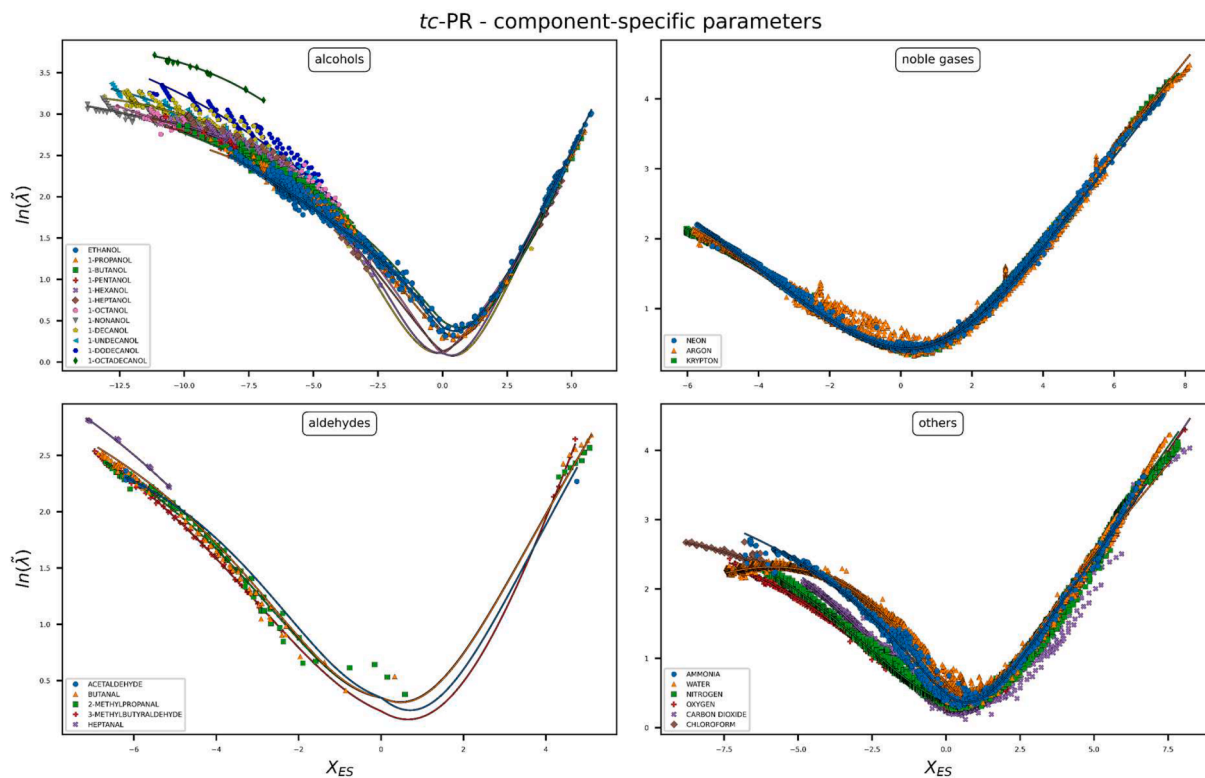 tc-PR - component-specific parameters
alcohols
ln(λ̃)
3.5
3.0
2.5
2.0
1.5
1.0
0.5
0.0
ETHANOL
1-PROPANOL
1-BUTANOL
1-PENTANOL
1-HEXANOL
1-HEPTANOL
1-OCTANOL
1-NONANOL
1-DECANOL
1-UNDECANOL
1-DODECANOL
1-OCTADECANOL
−12.5 −10.0 −7.5 −5.0 −2.5 0.0 2.5 5.0
noble gases
4
3
2
1
NEON
ARGON
KRYPTON
−6 −4 −2 0 2 4 6 8
aldehydes
ln(λ̃)
2.5
2.0
1.5
1.0
0.5
ACETALDEHYDE
BUTANAL
2-METHYLPROPANAL
3-METHYLBUTYRALDEHYDE
HEPTANAL
−6 −4 −2 0 2 4
X_ES
others
4
3
2
1
0
AMMONIA
WATER
NITROGEN
OXYGEN
CARBON DIOXIDE
CHLOROFORM
−7.5 −5.0 −2.5 0.0 2.5 5.0 7.5
X_ES